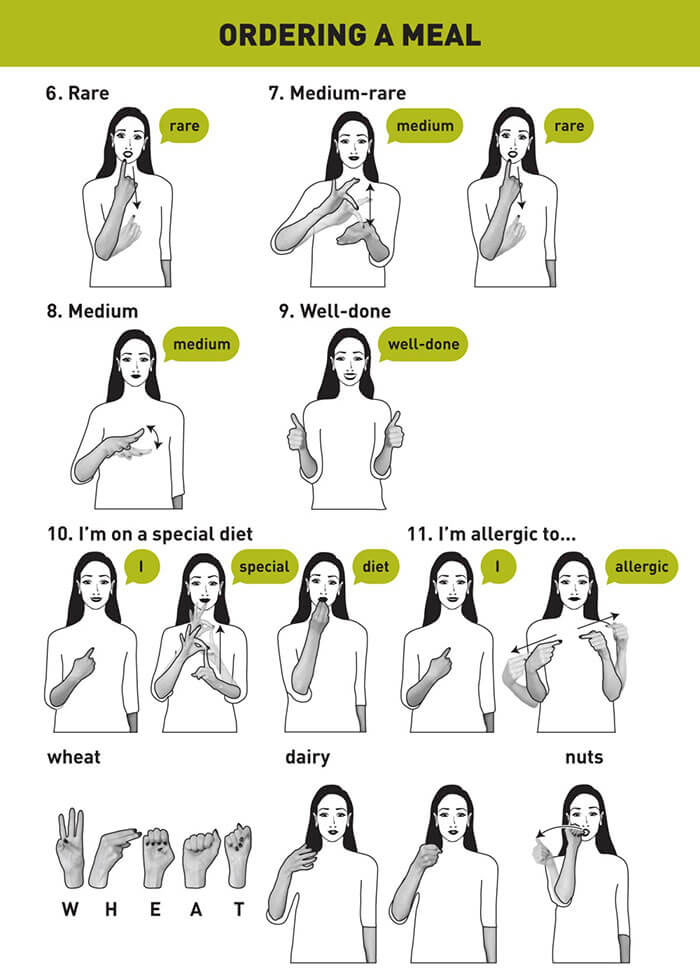 ORDERING A MEAL
6. Rare
7. Medium-rare
rare
medium
rare
8. Medium
9. Well-done
medium
well-done
10. I'm on a special diet
11. I'm allergic to...
I
special
diet
I
allergic
wheat
dairy
nuts
W H E A T